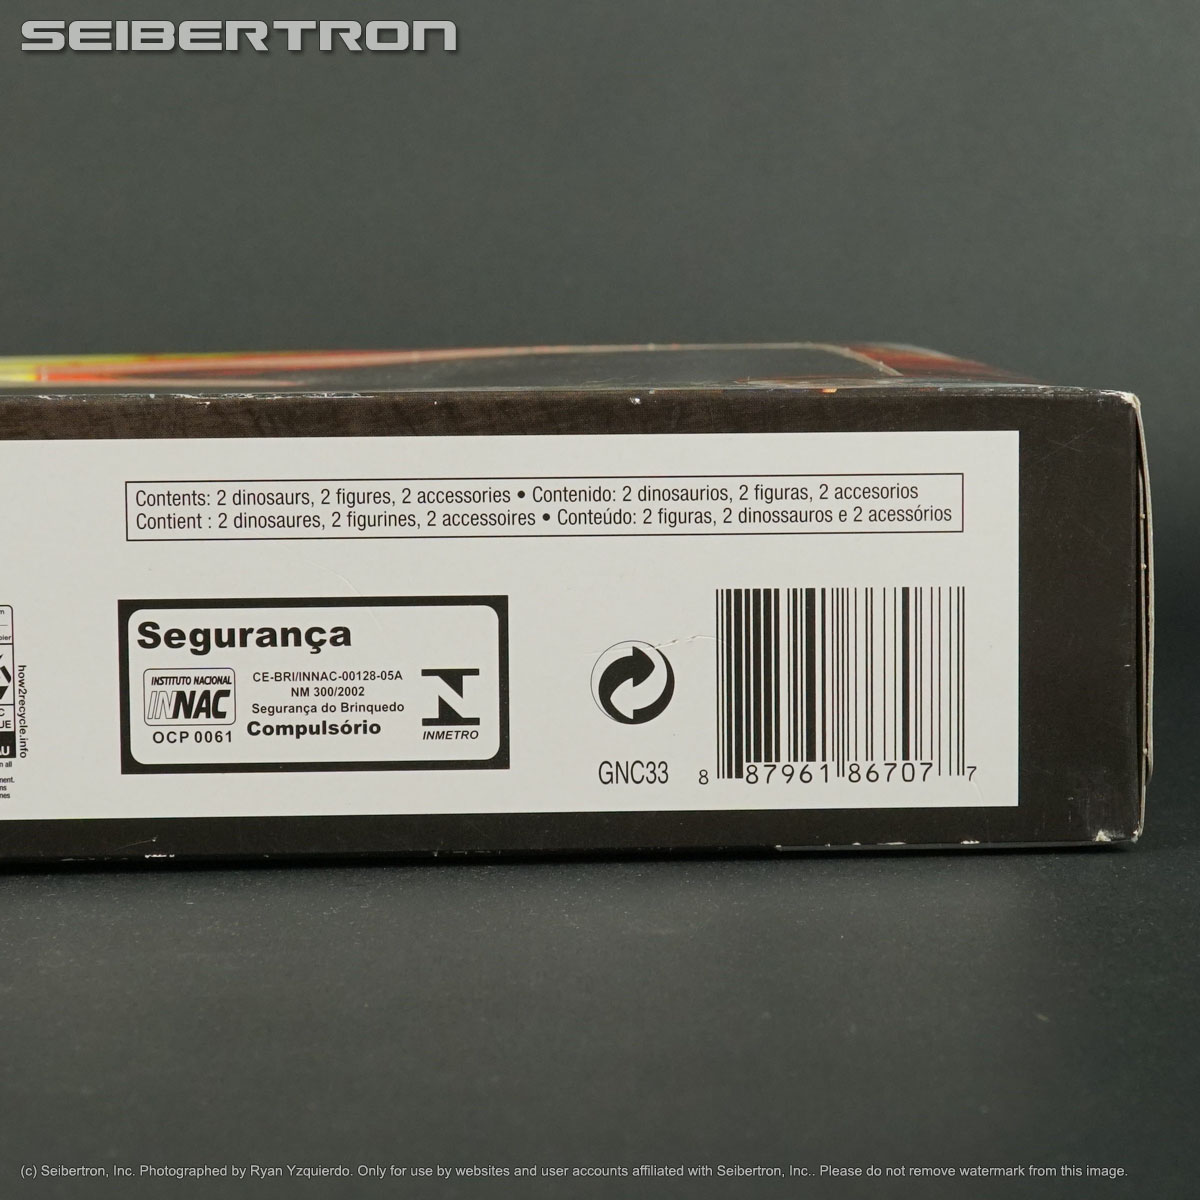 SEIBERTRON
Contents: 2 dinosaurs, 2 figures, 2 accessories • Contenido: 2 dinosaurios, 2 figuras, 2 accesorios
Contient : 2 dinosaures, 2 figurines, 2 accessoires • Conteúdo: 2 figuras, 2 dinossauros e 2 acessórios
how2recycle.info
Segurança
INSTITUTO NACIONAL
INNAC
OCP 0061
CE-BRI/INNAC-00128-05A
NM 300/2002
Segurança do Brinquedo
Compulsório
INMETRO
GNC33
8 87961 86707 7
(c) Seibertron, Inc. Photographed by Ryan Yzquierdo. Only for use by websites and user accounts affiliated with Seibertron, Inc.. Please do not remove watermark from this image.